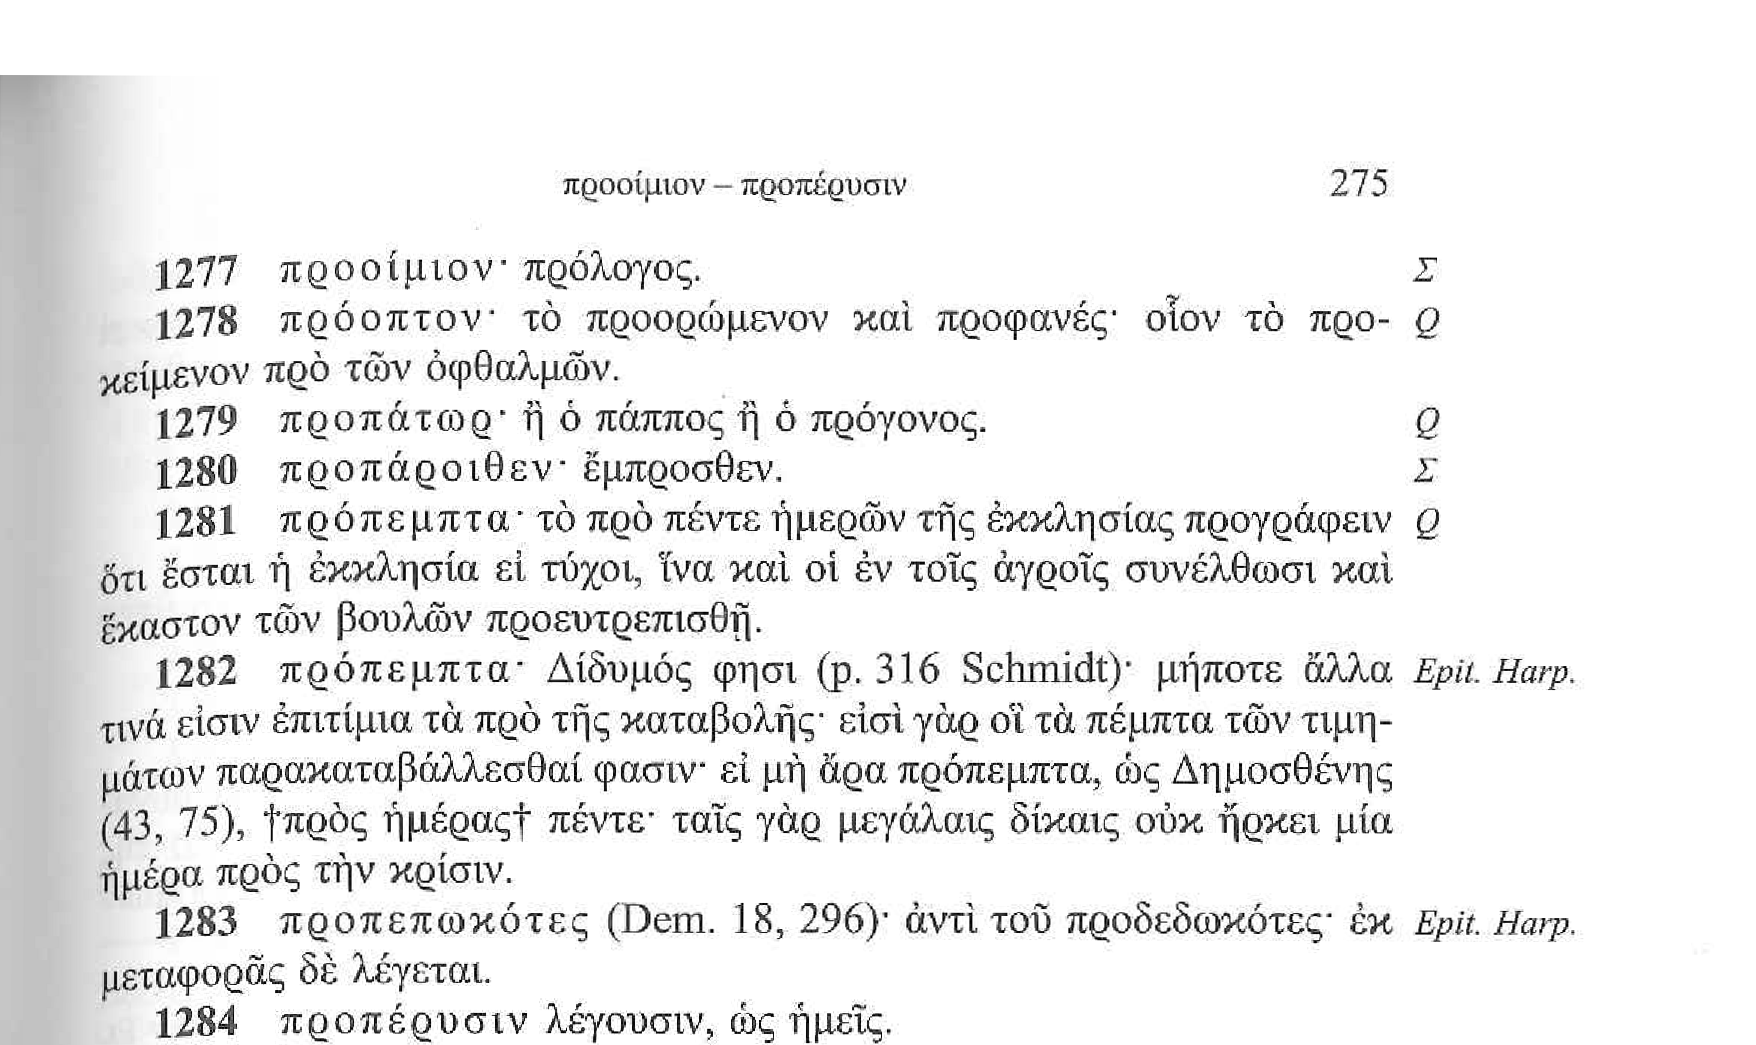 προοίμιον – προπέρυσιν 275
1277 προοίμιον· πρόλογος. Σ
1278 πρόοπτον· τὸ προορώμενον καὶ προφανές· οἷον τὸ προ- Q
κείμενον πρὸ τῶν ὀφθαλμῶν.
1279 προπάτωρ· ἢ ὁ πάππος ἢ ὁ πρόγονος. Q
1280 προπάροιθεν· ἔμπροσθεν. Σ
1281 πρόπεμπτα· τὸ πρὸ πέντε ἡμερῶν τῆς ἐκκλησίας προγράφειν Q
ὅτι ἔσται ἡ ἐκκλησία εἰ τύχοι, ἵνα καὶ οἱ ἐν τοῖς ἀγροῖς συνέλθωσι καὶ
ἕκαστον τῶν βουλῶν προευτρεπισθῇ.
1282 πρόπεμπτα· Δίδυμός φησι (p. 316 Schmidt)· μήποτε ἄλλα Epit. Harp.
τινά εἰσιν ἐπιτίμια τὰ πρὸ τῆς καταβολῆς· εἰσὶ γὰρ οἳ τὰ πέμπτα τῶν τιμη-
μάτων παρακαταβάλλεσθαί φασιν· εἰ μὴ ἄρα πρόπεμπτα, ὡς Δημοσθένης
(43, 75), †πρὸς ἡμέρας† πέντε· ταῖς γὰρ μεγάλαις δίκαις οὐκ ἤρκει μία
ἡμέρα πρὸς τὴν κρίσιν.
1283 προπεπωκότες (Dem. 18, 296)· ἀντὶ τοῦ προδεδωκότες· ἐκ Epit. Harp.
μεταφορᾶς δὲ λέγεται.
1284 προπέρυσιν λέγουσιν, ὡς ἡμεῖς.